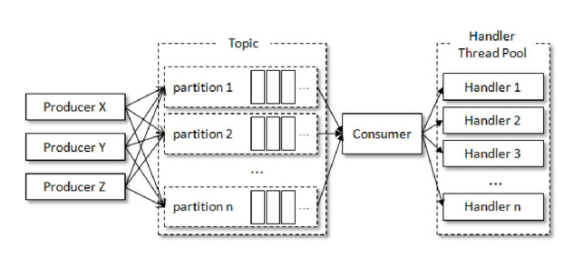 Topic
Handler
Thread Pool
Producer X
Producer Y
Producer Z
partition 1
...
partition 2
...
...
partition n
...
Consumer
Handler 1
Handler 2
Handler 3
...
Handler n